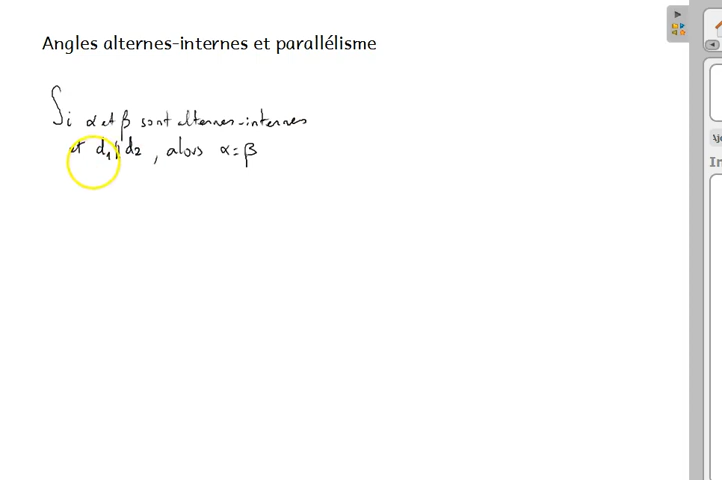 Angles alternes-internes et parallélisme
Si α et β sont alternes-internes
et d1 // d2 , alors α = β